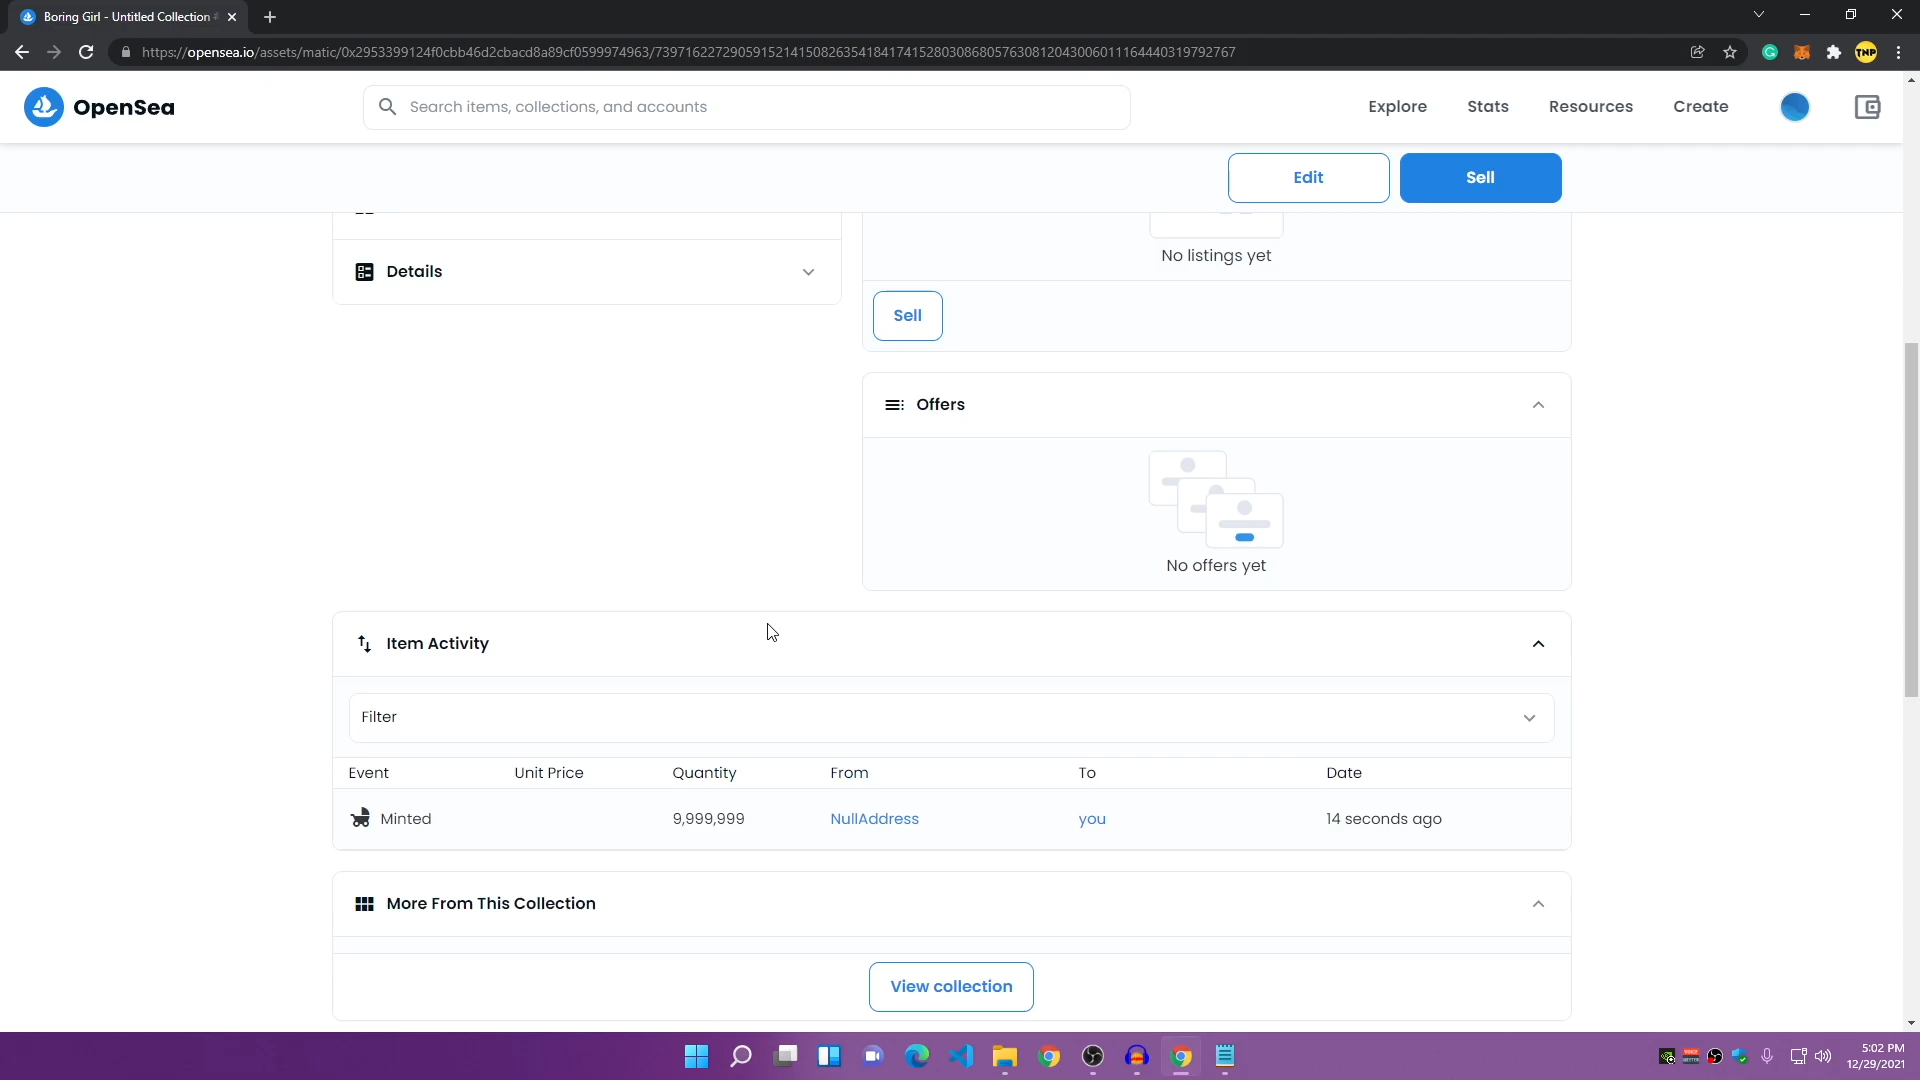 Boring Girl - Untitled Collection
https://opensea.io/assets/matic/0x2953399124f0cbb46d2cbacd8a89cf0599974963/73971622729059152141508263541841741528030868057630812043006011164440319792767
TNP
OpenSea
Search items, collections, and accounts
Explore
Stats
Resources
Create
Edit
Sell
Details
No listings yet
Sell
Offers
No offers yet
Item Activity
Filter
Event
Unit Price
Quantity
From
To
Date
Minted
9,999,999
NullAddress
you
14 seconds ago
More From This Collection
View collection
5:02 PM
12/29/2021